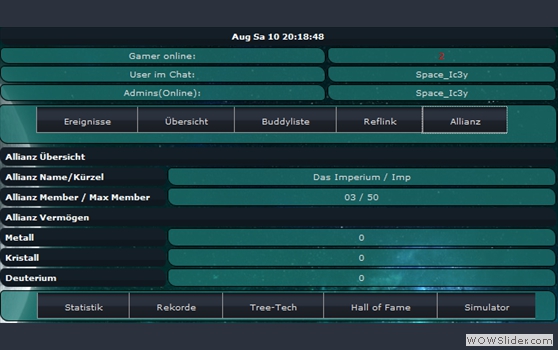 Aug Sa 10 20:18:48
Gamer online: 2
User im Chat: Space_Ic3y
Admins(Online): Space_Ic3y
Ereignisse Übersicht Buddyliste Reflink Allianz
Allianz Übersicht
Allianz Name/Kürzel Das Imperium / Imp
Allianz Member / Max Member 03 / 50
Allianz Vermögen
Metall 0
Kristall 0
Deuterium 0
Statistik Rekorde Tree-Tech Hall of Fame Simulator
WOWSlider.com